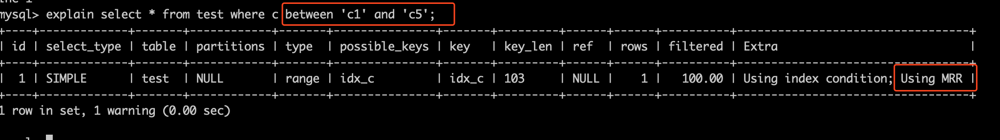 mysql> explain select * from test where c between 'c1' and 'c5';
+----+-------------+-------+------------+-------+---------------+-------+---------+------+------+----------+----------------------------------+
| id | select_type | table | partitions | type  | possible_keys | key   | key_len | ref  | rows | filtered | Extra                            |
+----+-------------+-------+------------+-------+---------------+-------+---------+------+------+----------+----------------------------------+
|  1 | SIMPLE      | test  | NULL       | range | idx_c         | idx_c | 103     | NULL |    1 |   100.00 | Using index condition; Using MRR |
+----+-------------+-------+------------+-------+---------------+-------+---------+------+------+----------+----------------------------------+
1 row in set, 1 warning (0.00 sec)